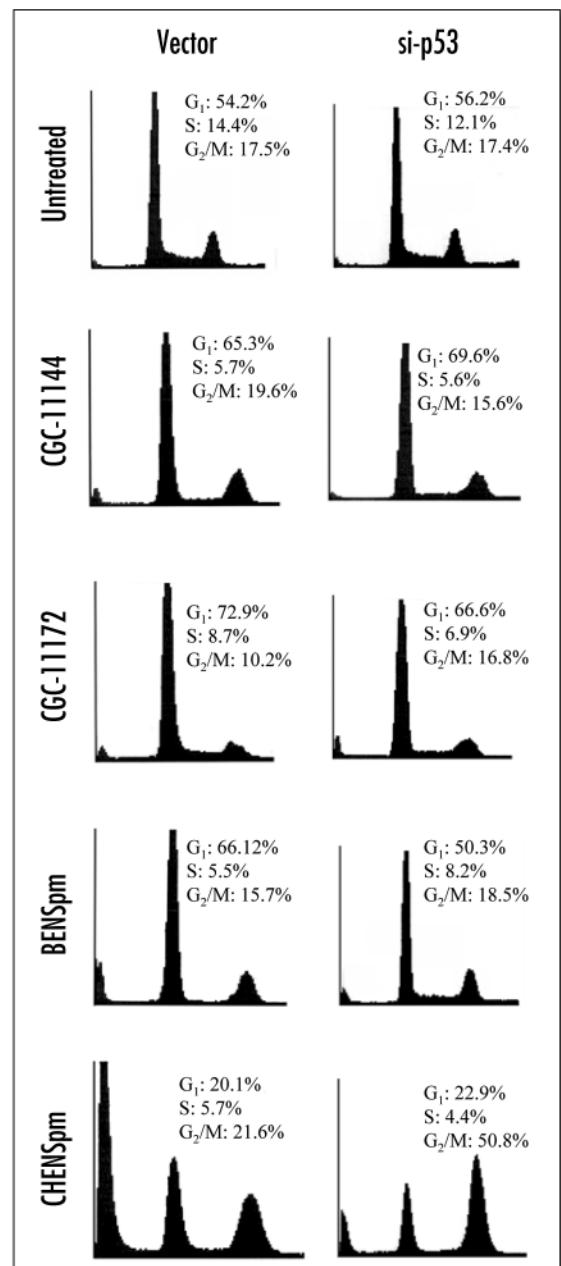 Vector si-p53
Untreated
G₁: 54.2%
S: 14.4%
G₂/M: 17.5%
G₁: 56.2%
S: 12.1%
G₂/M: 17.4%
CGC-11144
G₁: 65.3%
S: 5.7%
G₂/M: 19.6%
G₁: 69.6%
S: 5.6%
G₂/M: 15.6%
CGC-11172
G₁: 72.9%
S: 8.7%
G₂/M: 10.2%
G₁: 66.6%
S: 6.9%
G₂/M: 16.8%
BENSpm
G₁: 66.12%
S: 5.5%
G₂/M: 15.7%
G₁: 50.3%
S: 8.2%
G₂/M: 18.5%
CHENSpm
G₁: 20.1%
S: 5.7%
G₂/M: 21.6%
G₁: 22.9%
S: 4.4%
G₂/M: 50.8%